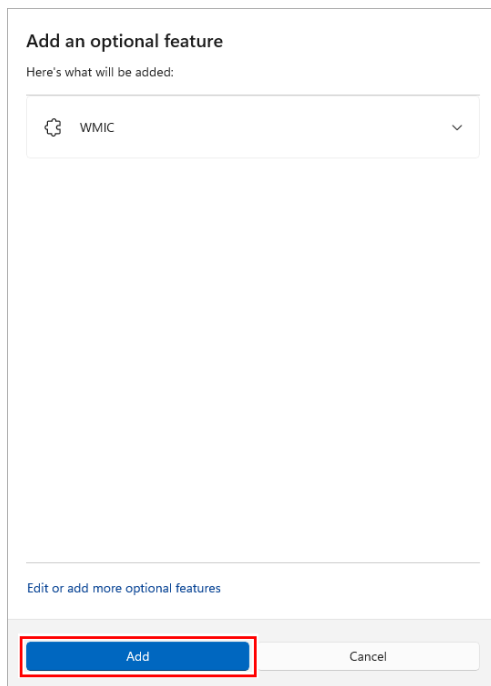 Add an optional feature
Here's what will be added:
WMIC
Edit or add more optional features
Add
Cancel